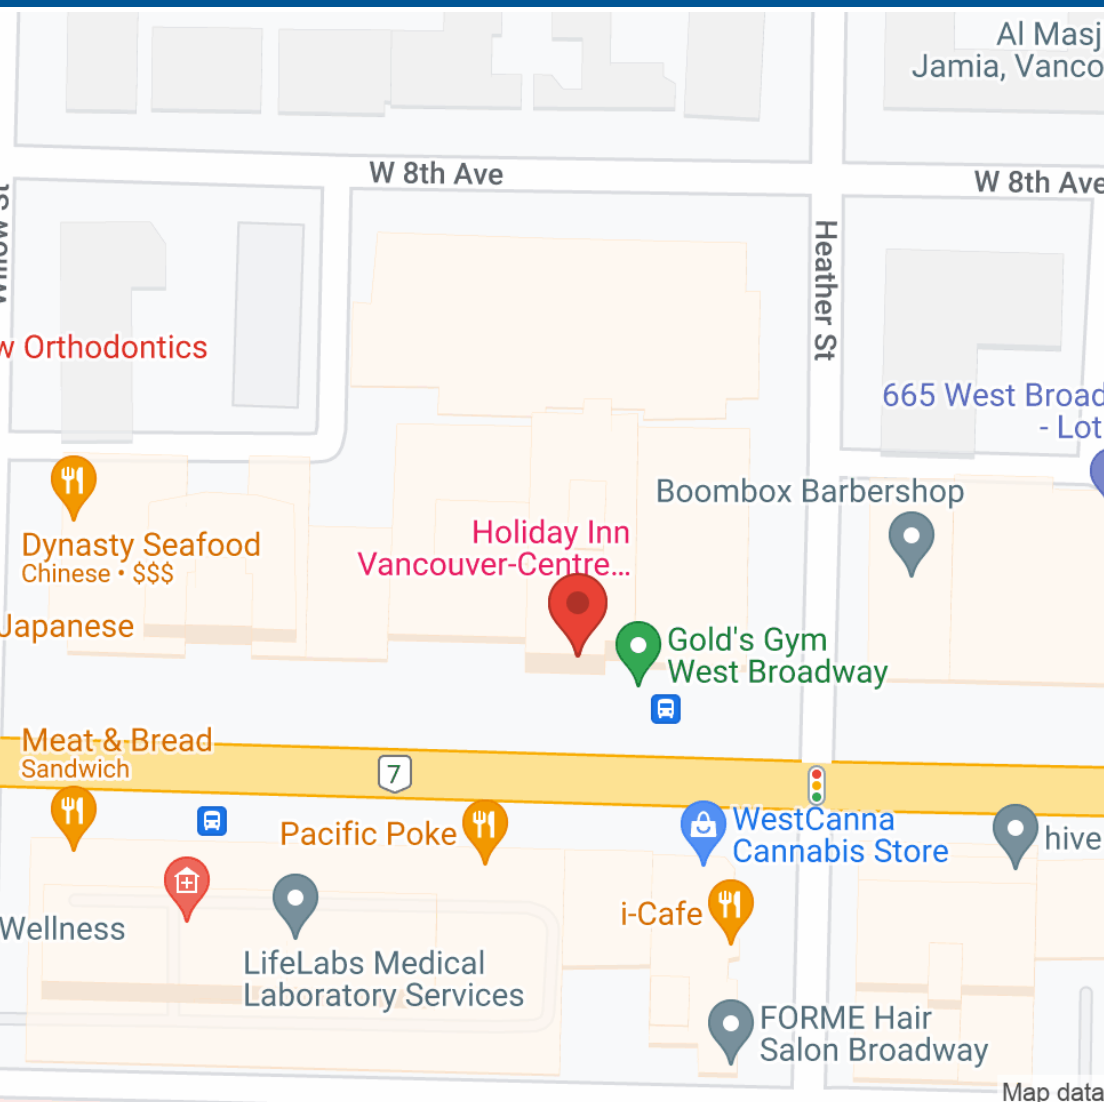 Al Masj
Jamia, Vanco
W 8th Ave
W 8th Ave
Willow St
Heather St
w Orthodontics
665 West Broad
- Lot
Boombox Barbershop
Holiday Inn
Vancouver-Centre...
Dynasty Seafood
Chinese • $$$
Japanese
Gold's Gym
West Broadway
Meat & Bread
Sandwich
7
Pacific Poke
WestCanna
Cannabis Store
hive
i-Cafe
Wellness
LifeLabs Medical
Laboratory Services
FORME Hair
Salon Broadway
Map data